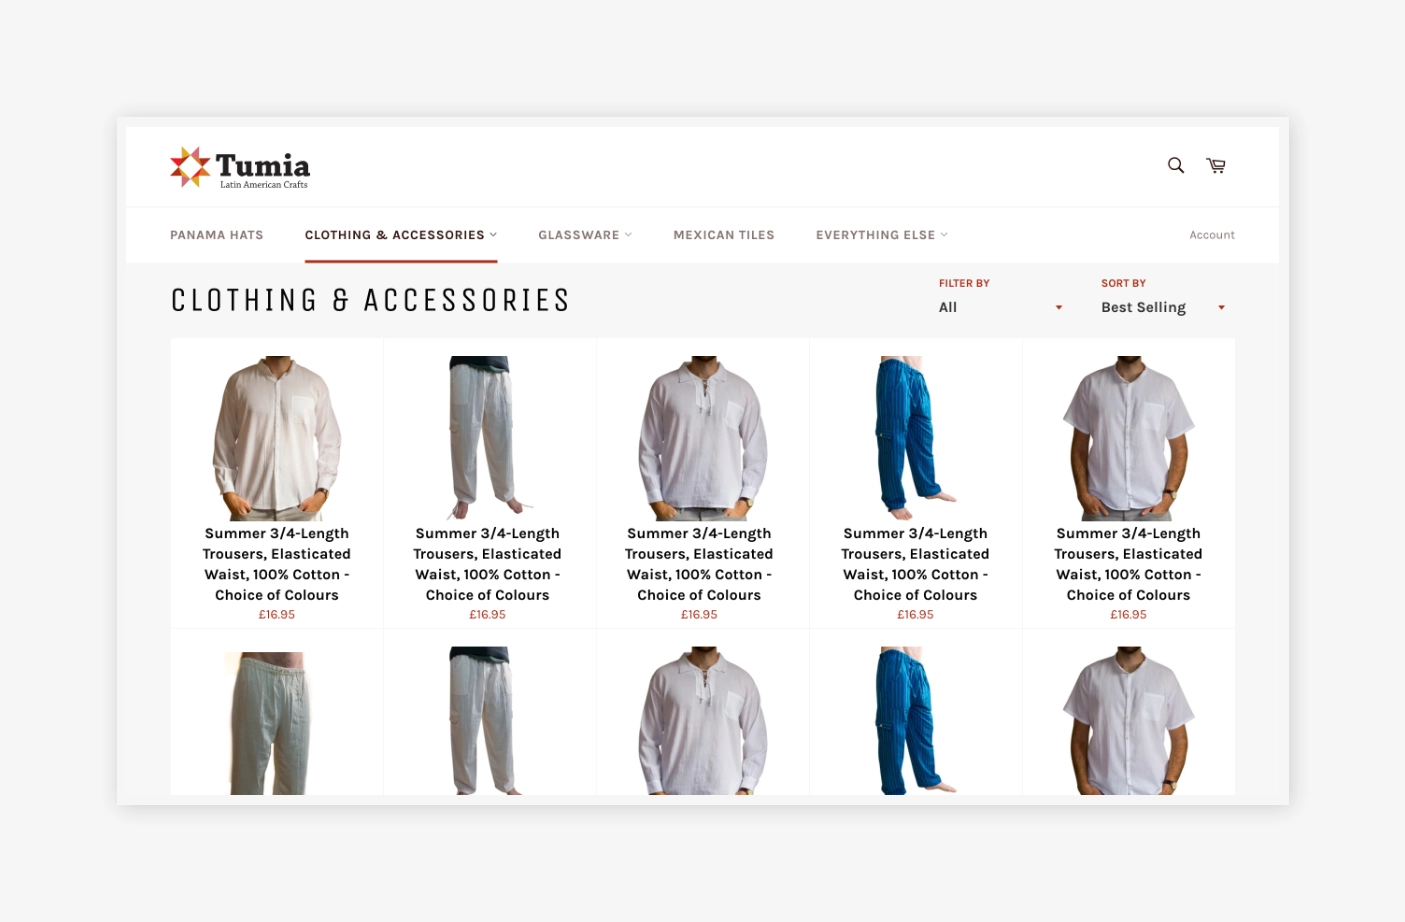 Tumia
Latin American Crafts
PANAMA HATS
CLOTHING & ACCESSORIES
GLASSWARE
MEXICAN TILES
EVERYTHING ELSE
Account
CLOTHING & ACCESSORIES
FILTER BY
All
SORT BY
Best Selling
Summer 3/4-Length
Trousers, Elasticated
Waist, 100% Cotton -
Choice of Colours
£16.95
Summer 3/4-Length
Trousers, Elasticated
Waist, 100% Cotton -
Choice of Colours
£16.95
Summer 3/4-Length
Trousers, Elasticated
Waist, 100% Cotton -
Choice of Colours
£16.95
Summer 3/4-Length
Trousers, Elasticated
Waist, 100% Cotton -
Choice of Colours
£16.95
Summer 3/4-Length
Trousers, Elasticated
Waist, 100% Cotton -
Choice of Colours
£16.95